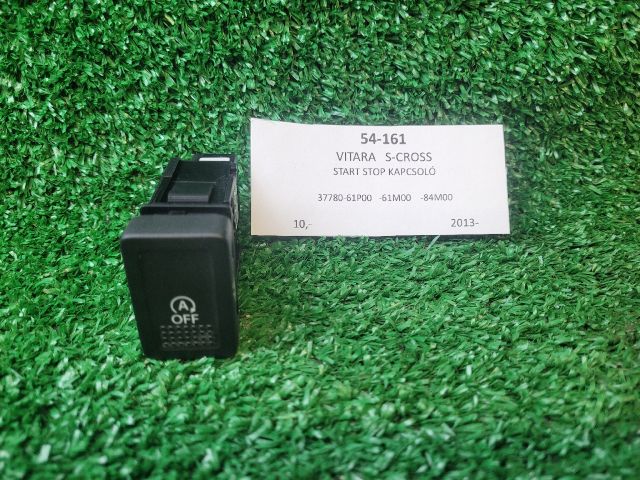 54-161
VITARA S-CROSS
START STOP KAPCSOLÓ
37780-61P00 -61M00 -84M00
10,- 2013-
A
OFF